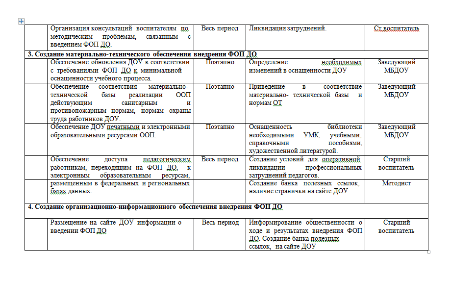 Организация консультаций воспитателям по методическим проблемам, связанным с введением ФОП ДО.
Весь период
Ликвидация затруднений.
Ст.воспитатель
3. Создание материально-технического обеспечения внедрения ФОП ДО
Обеспечение обновления ДОУ в соответствии
с требованиями ФОП ДО к минимальной
оснащенности учебного процесса.
Поэтапно
Определение необходимых
изменений в оснащенности ДОУ
Заведующий
МБДОУ
Обеспечение соответствия материально-
технической базы реализации ООП
действующим санитарным и
противопожарным нормам, нормам охраны
труда работников ДОУ.
Поэтапно
Приведение в соответствие
материально- технической базы и
нормам ОТ
Заведующий
МБДОУ
Обеспечение ДОУ печатными и электронными
образовательными ресурсами ООП
Поэтапно
Оснащенность библиотеки
необходимыми УМК, учебными,
справочными пособиями,
художественной литературой.
Заведующий
МБДОУ
Обеспечение доступа педагогическим
работникам, переходящим на ФОП ДО, к
электронным образовательным ресурсам,
размещенным в федеральных и региональных
базах данных.
Весь период
Создание условий для оперативной
ликвидации профессиональных
затруднений педагогов.
Старший
воспитатель
Создание банка полезных ссылок,
наличие странички на сайте ДОУ
Методист
4. Создание организационно-информационного обеспечения внедрения ФОП ДО
Размещение на сайте ДОУ информации о
введении ФОП ДО
Весь период
Информирование общественности о
ходе и результатах внедрения ФОП
ДО. Создание банка полезных
ссылок, на сайте ДОУ
Старший
воспитатель